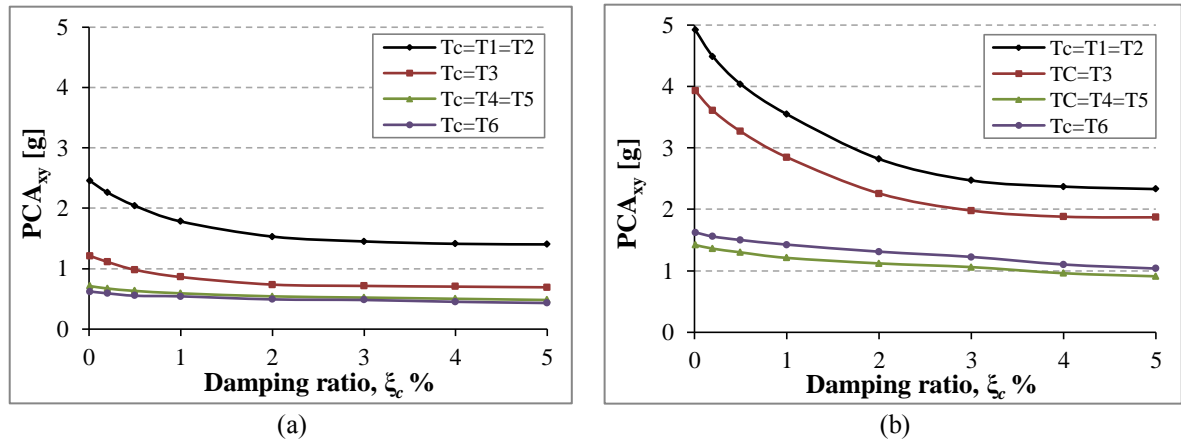 5
4
3
2
1
0
PCAxy [g]
Tc=T1=T2
Tc=T3
Tc=T4=T5
Tc=T6
0 1 2 3 4 5
Damping ratio, ξc %
(a)
5
4
3
2
1
0
PCAxy [g]
Tc=T1=T2
TC=T3
TC=T4=T5
Tc=T6
0 1 2 3 4 5
Damping ratio, ξc %
(b)